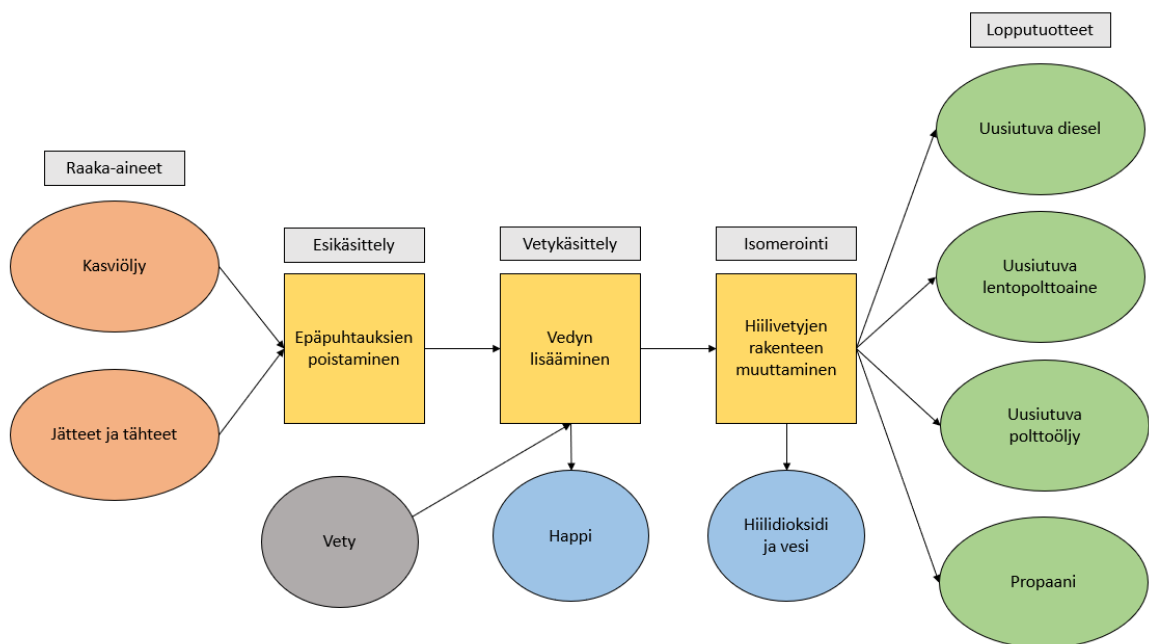 Lopputuotteet
Uusiutuva diesel
Raaka-aineet
Kasviöljy
Esikäsittely
Vetykäsittely
Isomerointi
Uusiutuva
lentopolttoaine
Epäpuhtauksien
poistaminen
Vedyn
lisääminen
Hiilivetyjen
rakenteen
muuttaminen
Jätteet ja tähteet
Uusiutuva
polttoöljy
Vety
Happi
Hiilidioksidi
ja vesi
Propaani